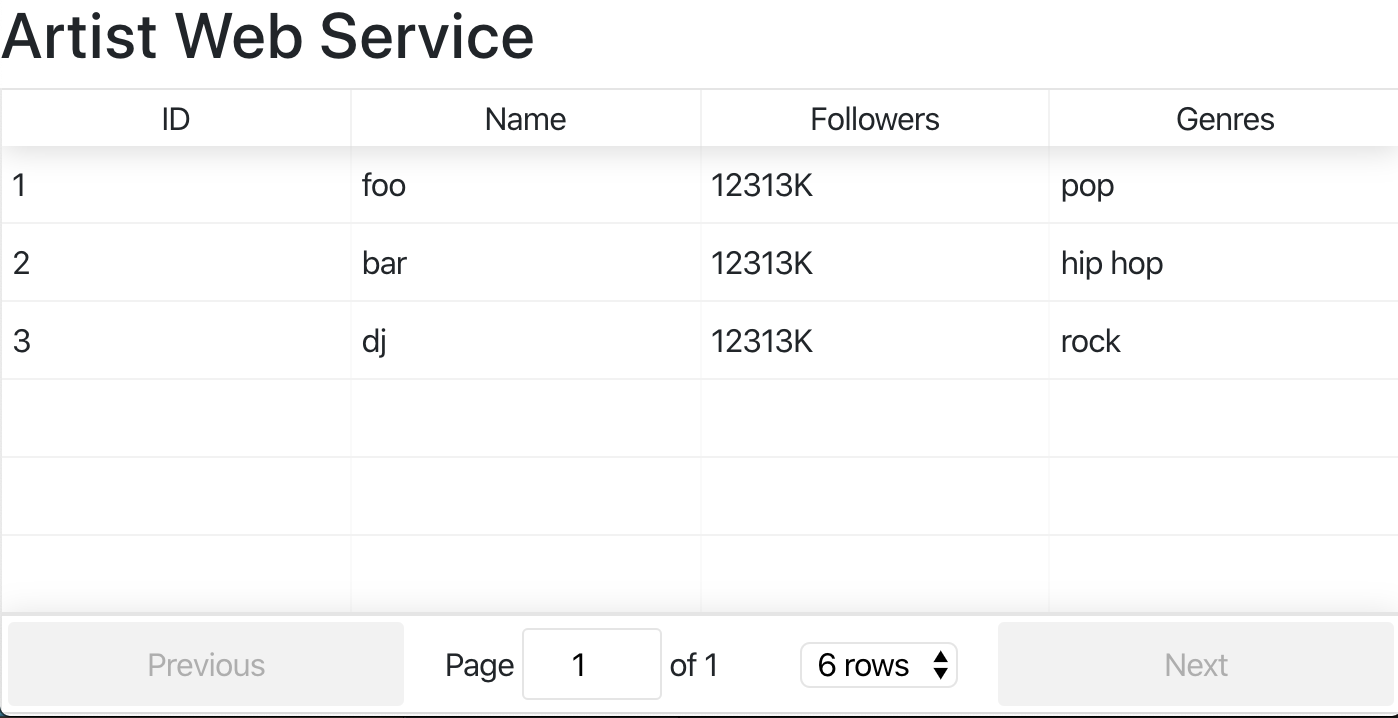 Artist Web Service
ID Name Followers Genres
1 foo 12313K pop
2 bar 12313K hip hop
3 dj 12313K rock
Previous Page 1 of 1 6 rows Next